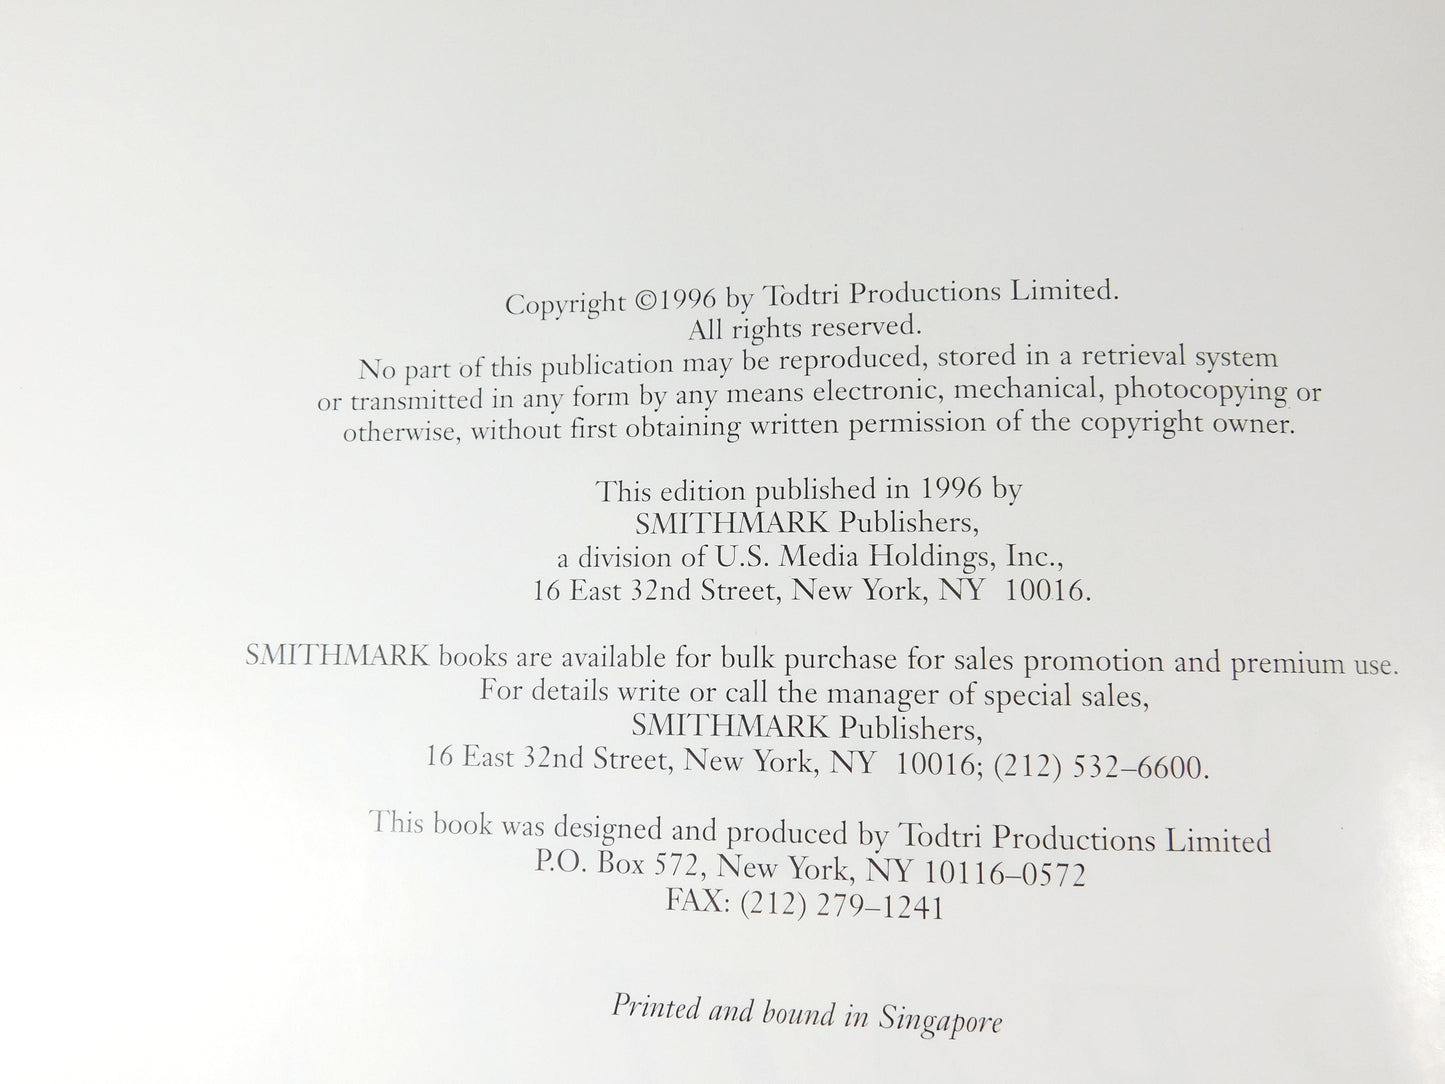 Copyright ©1996 by Todtri Productions Limited.
All rights reserved.
No part of this publication may be reproduced, stored in a retrieval system
or transmitted in any form by any means electronic, mechanical, photocopying or
otherwise, without first obtaining written permission of the copyright owner.
This edition published in 1996 by
SMITHMARK Publishers,
a division of U.S. Media Holdings, Inc.,
16 East 32nd Street, New York, NY 10016.
SMITHMARK books are available for bulk purchase for sales promotion and premium use.
For details write or call the manager of special sales,
SMITHMARK Publishers,
16 East 32nd Street, New York, NY 10016; (212) 532–6600.
This book was designed and produced by Todtri Productions Limited
P.O. Box 572, New York, NY 10116–0572
FAX: (212) 279–1241
Printed and bound in Singapore